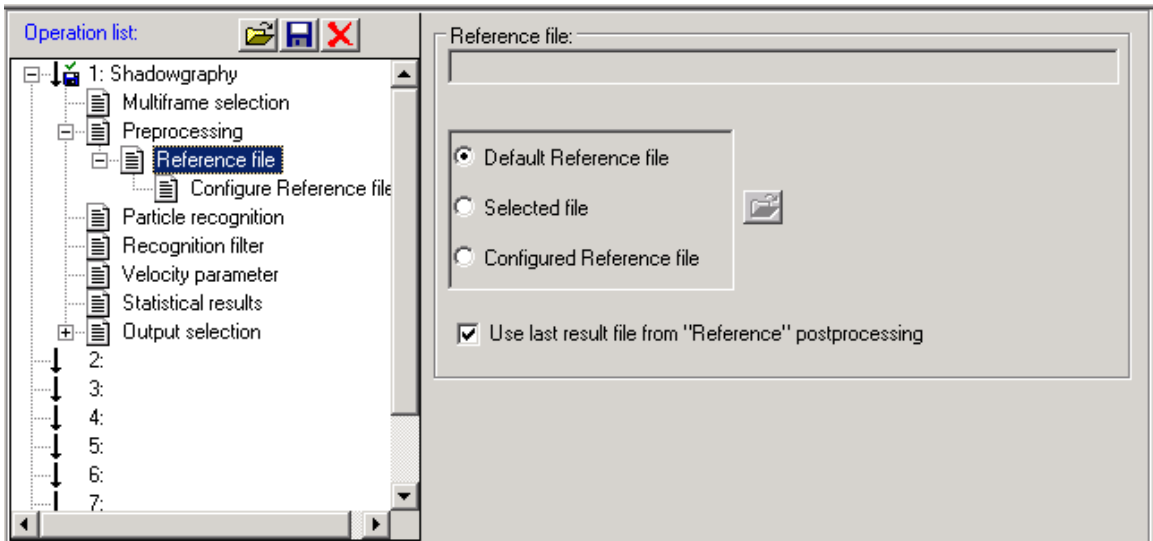 Operation list:
1: Shadowgraphy
Multiframe selection
Preprocessing
Reference file
Configure Reference file
Particle recognition
Recognition filter
Velocity parameter
Statistical results
Output selection
2:
3:
4:
5:
6:
7:
Reference file:
Default Reference file
Selected file
Configured Reference file
Use last result file from "Reference" postprocessing